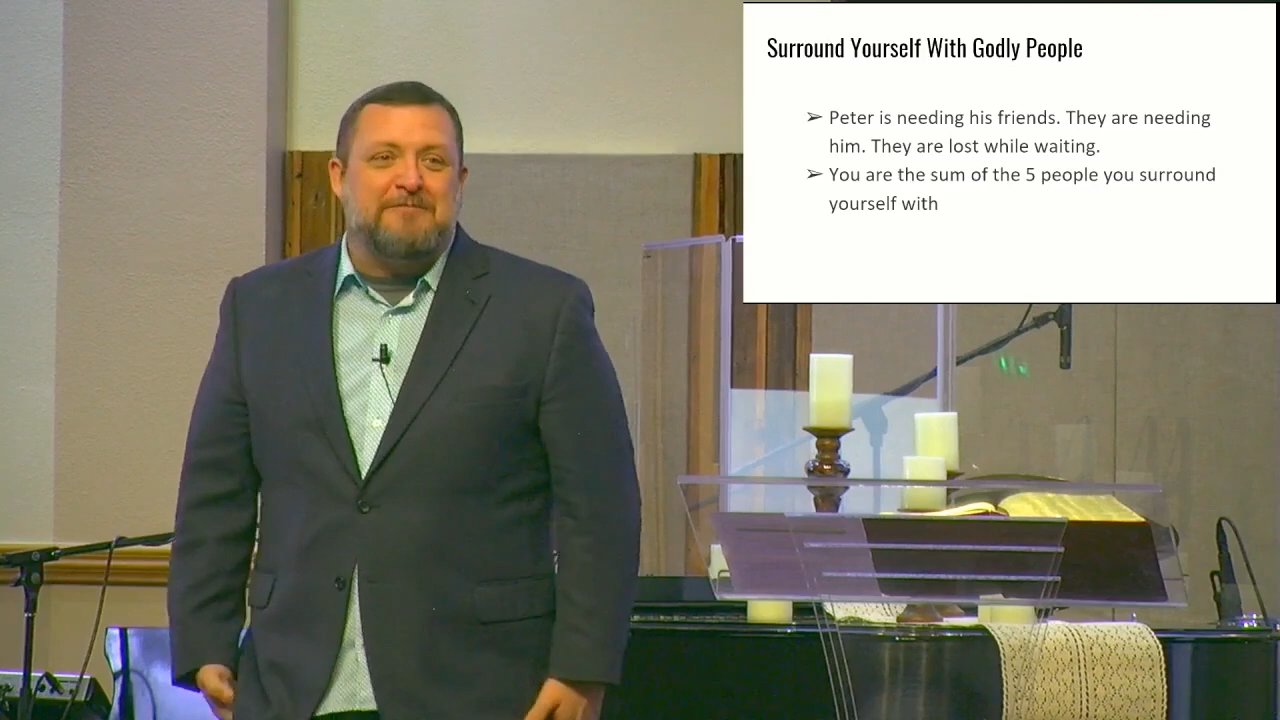 Surround Yourself With Godly People
➢ Peter is needing his friends. They are needing
him. They are lost while waiting.
➢ You are the sum of the 5 people you surround
yourself with